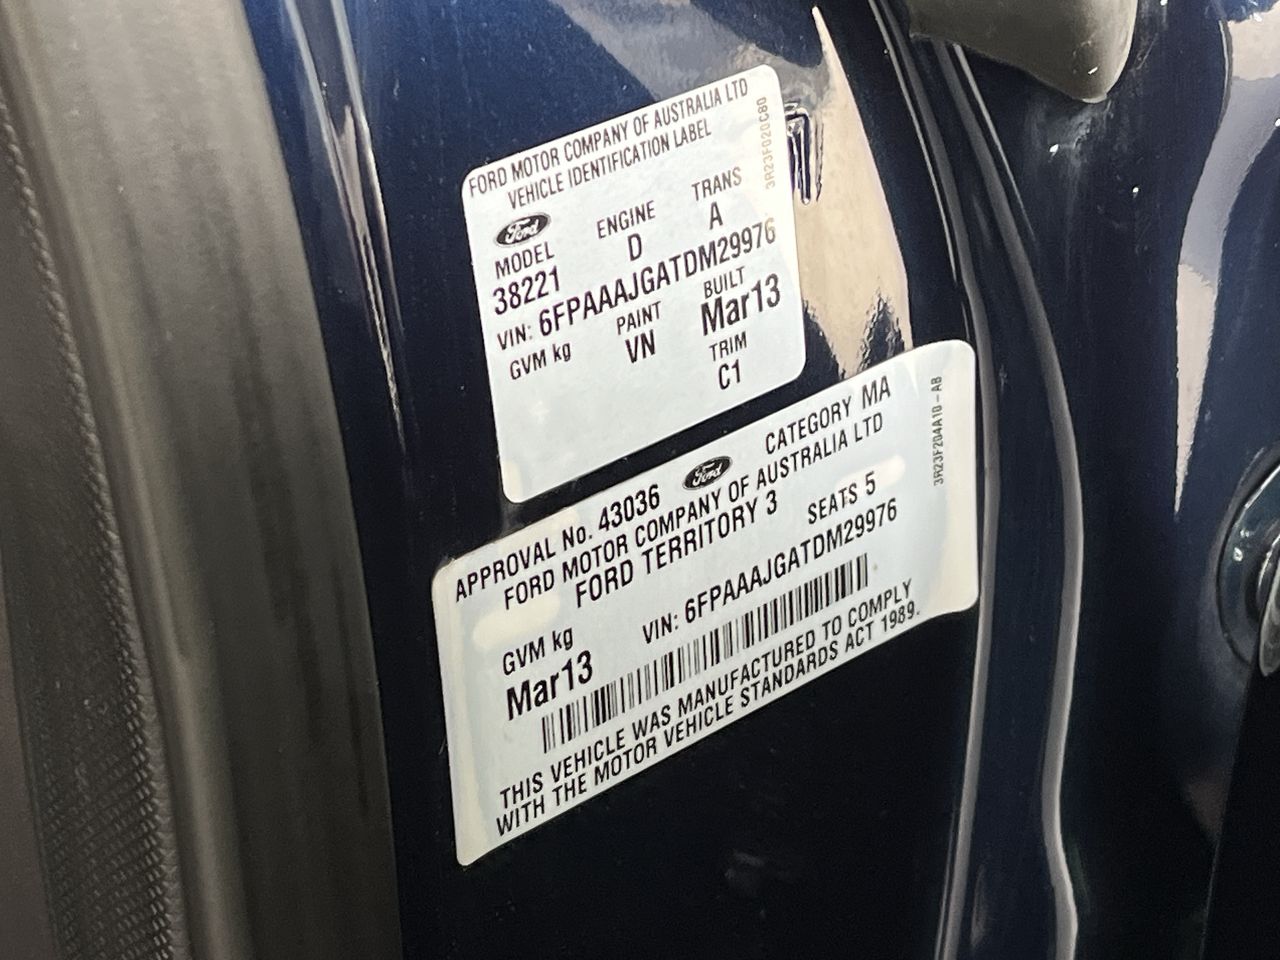 FORD MOTOR COMPANY OF AUSTRALIA LTD
VEHICLE IDENTIFICATION LABEL
3R23F020C80
Ford
MODEL ENGINE TRANS
38221 D A
VIN: 6FPAAAJGATDM29976
GVM kg PAINT BUILT
VN Mar13
TRIM
C1
APPROVAL No. 43036 Ford CATEGORY MA
FORD MOTOR COMPANY OF AUSTRALIA LTD
FORD TERRITORY 3 SEATS 5
3R23F204A10-AB
GVM kg VIN: 6FPAAAJGATDM29976
Mar13
THIS VEHICLE WAS MANUFACTURED TO COMPLY
WITH THE MOTOR VEHICLE STANDARDS ACT 1989.